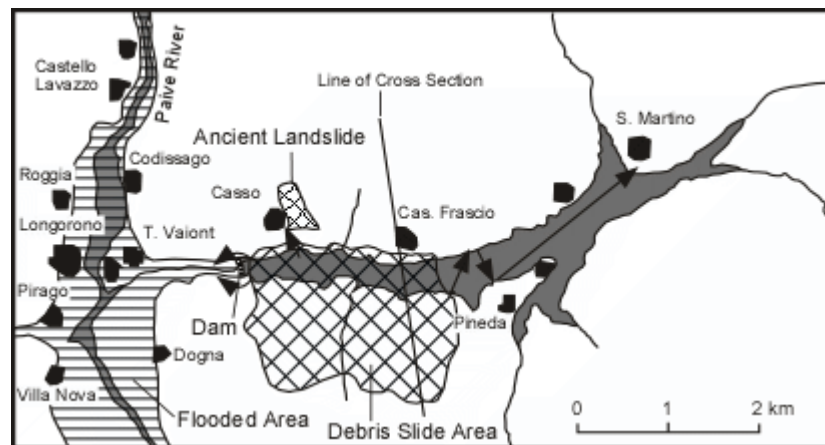 Castello
Lavazzo
Paive River
Line of Cross Section
S. Martino
Ancient Landslide
Roggia
Codissago
Casso
Cas. Frascio
Longorono
T. Vaiont
Pirago
Dam
Pineda
Dogna
Villa Nova
Flooded Area
Debris Slide Area
0 1 2 km